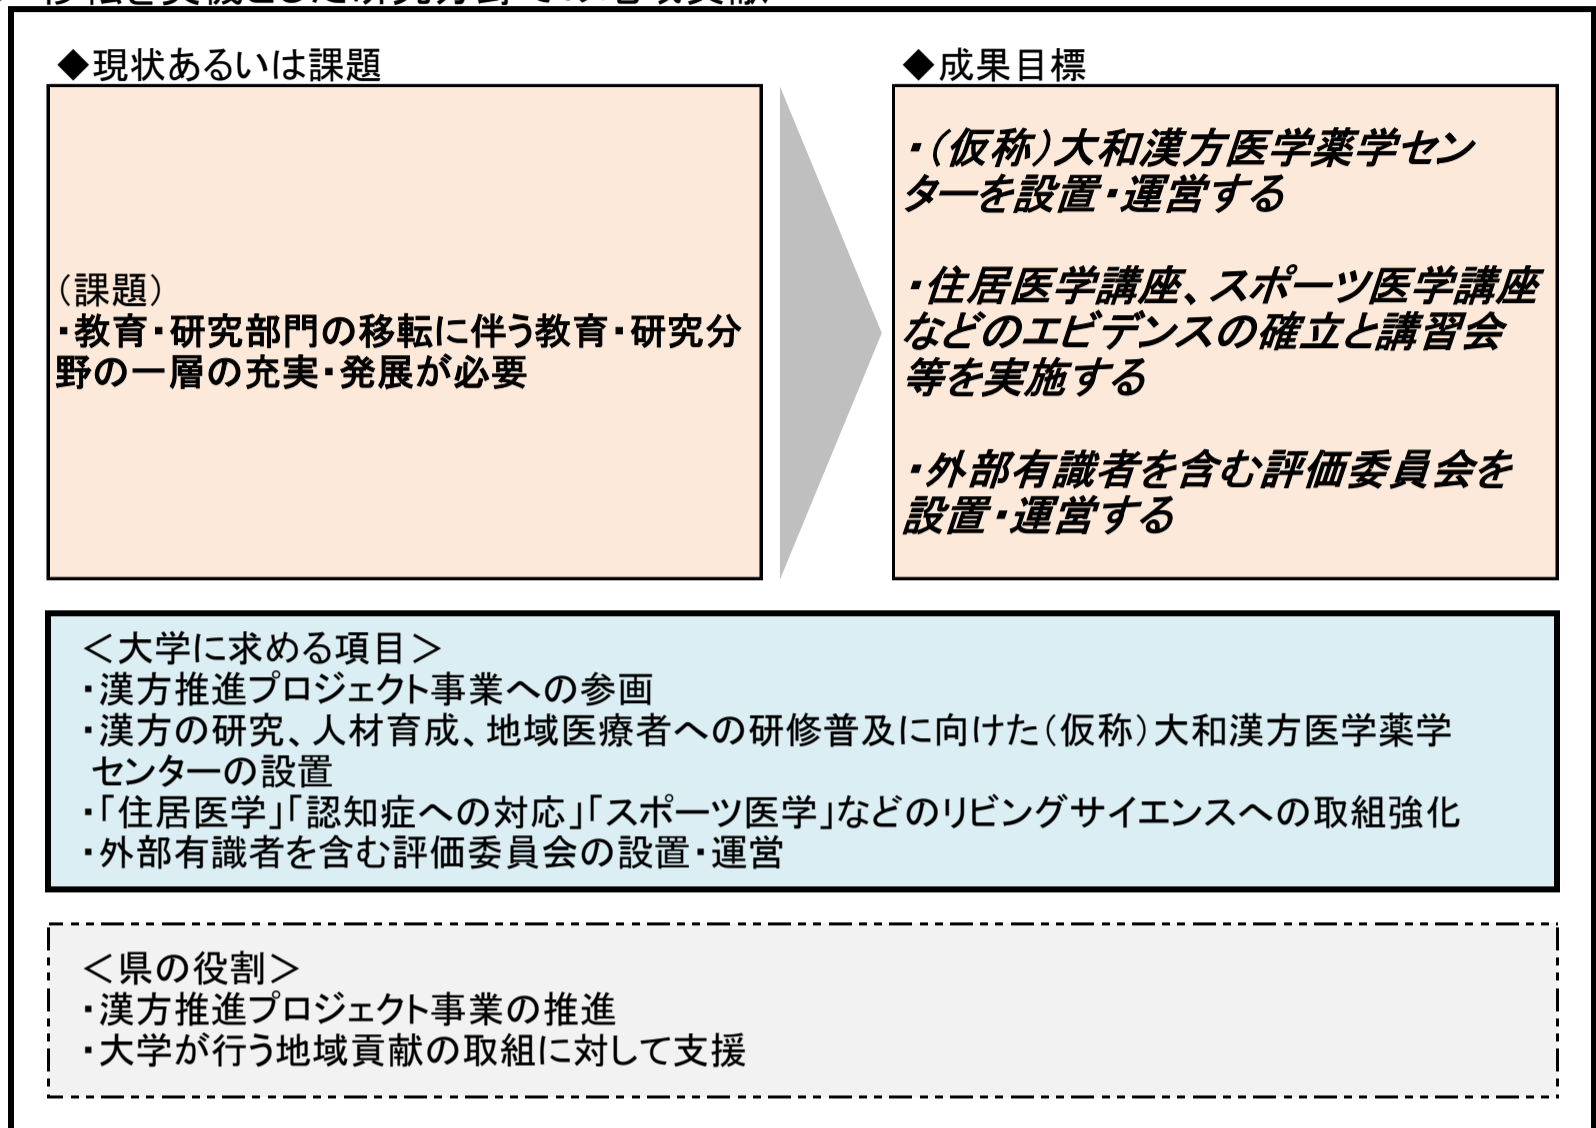 ◆現状あるいは課題
(課題)
・教育・研究部門の移転に伴う教育・研究分
野の一層の充実・発展が必要
◆成果目標
・(仮称)大和漢方医学薬学セン
ターを設置・運営する
・住居医学講座、スポーツ医学講座
などのエビデンスの確立と講習会
等を実施する
・外部有識者を含む評価委員会を
設置・運営する
＜大学に求める項目＞
・漢方推進プロジェクト事業への参画
・漢方の研究、人材育成、地域医療者への研修普及に向けた(仮称)大和漢方医学薬学
センターの設置
・「住居医学」「認知症への対応」「スポーツ医学」などのリビングサイエンスへの取組強化
・外部有識者を含む評価委員会の設置・運営
＜県の役割＞
・漢方推進プロジェクト事業の推進
・大学が行う地域貢献の取組に対して支援